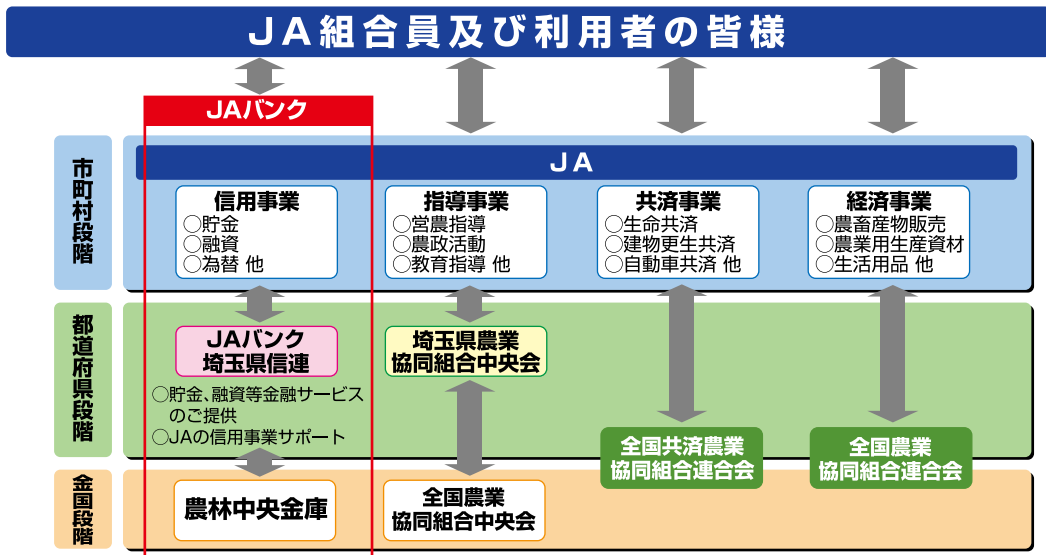 JA組合員及び利用者の皆様
JAバンク
市町村段階
JA
信用事業
○貯金
○融資
○為替 他
指導事業
○営農指導
○農政活動
○教育指導 他
共済事業
○生命共済
○建物更生共済
○自動車共済 他
経済事業
○農畜産物販売
○農業用生産資材
○生活用品 他
都道府県段階
JAバンク
埼玉県信連
○貯金、融資等金融サービス
のご提供
○JAの信用事業サポート
埼玉県農業
協同組合中央会
全国共済農業
協同組合連合会
全国農業
協同組合連合会
金国段階
農林中央金庫
全国農業
協同組合中央会